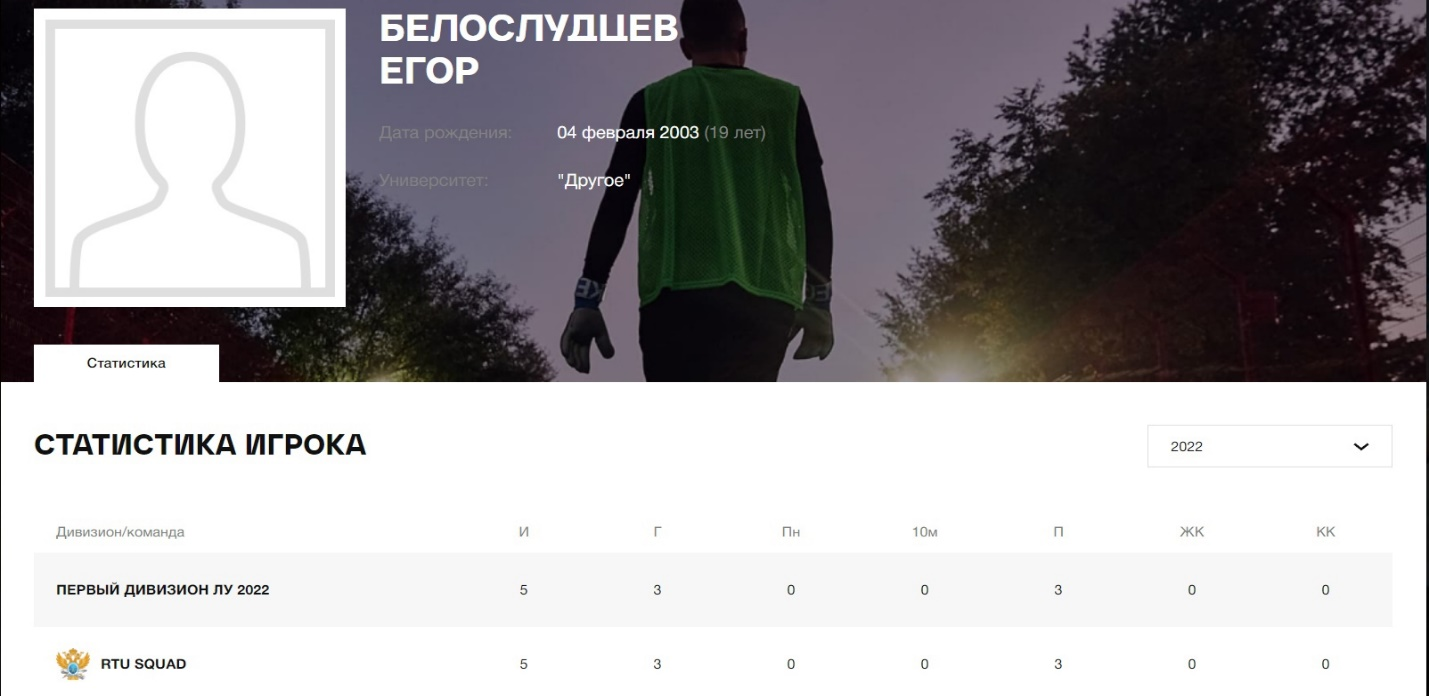 БЕЛОСЛУДЦЕВ
ЕГОР
Дата рождения: 04 февраля 2003 (19 лет)
Университет: "Другое"
Статистика
СТАТИСТИКА ИГРОКА
2022
Дивизион/команда И Г Пн 10м П ЖК КК
ПЕРВЫЙ ДИВИЗИОН ЛУ 2022 5 3 0 0 3 0 0
RTU SQUAD 5 3 0 0 3 0 0